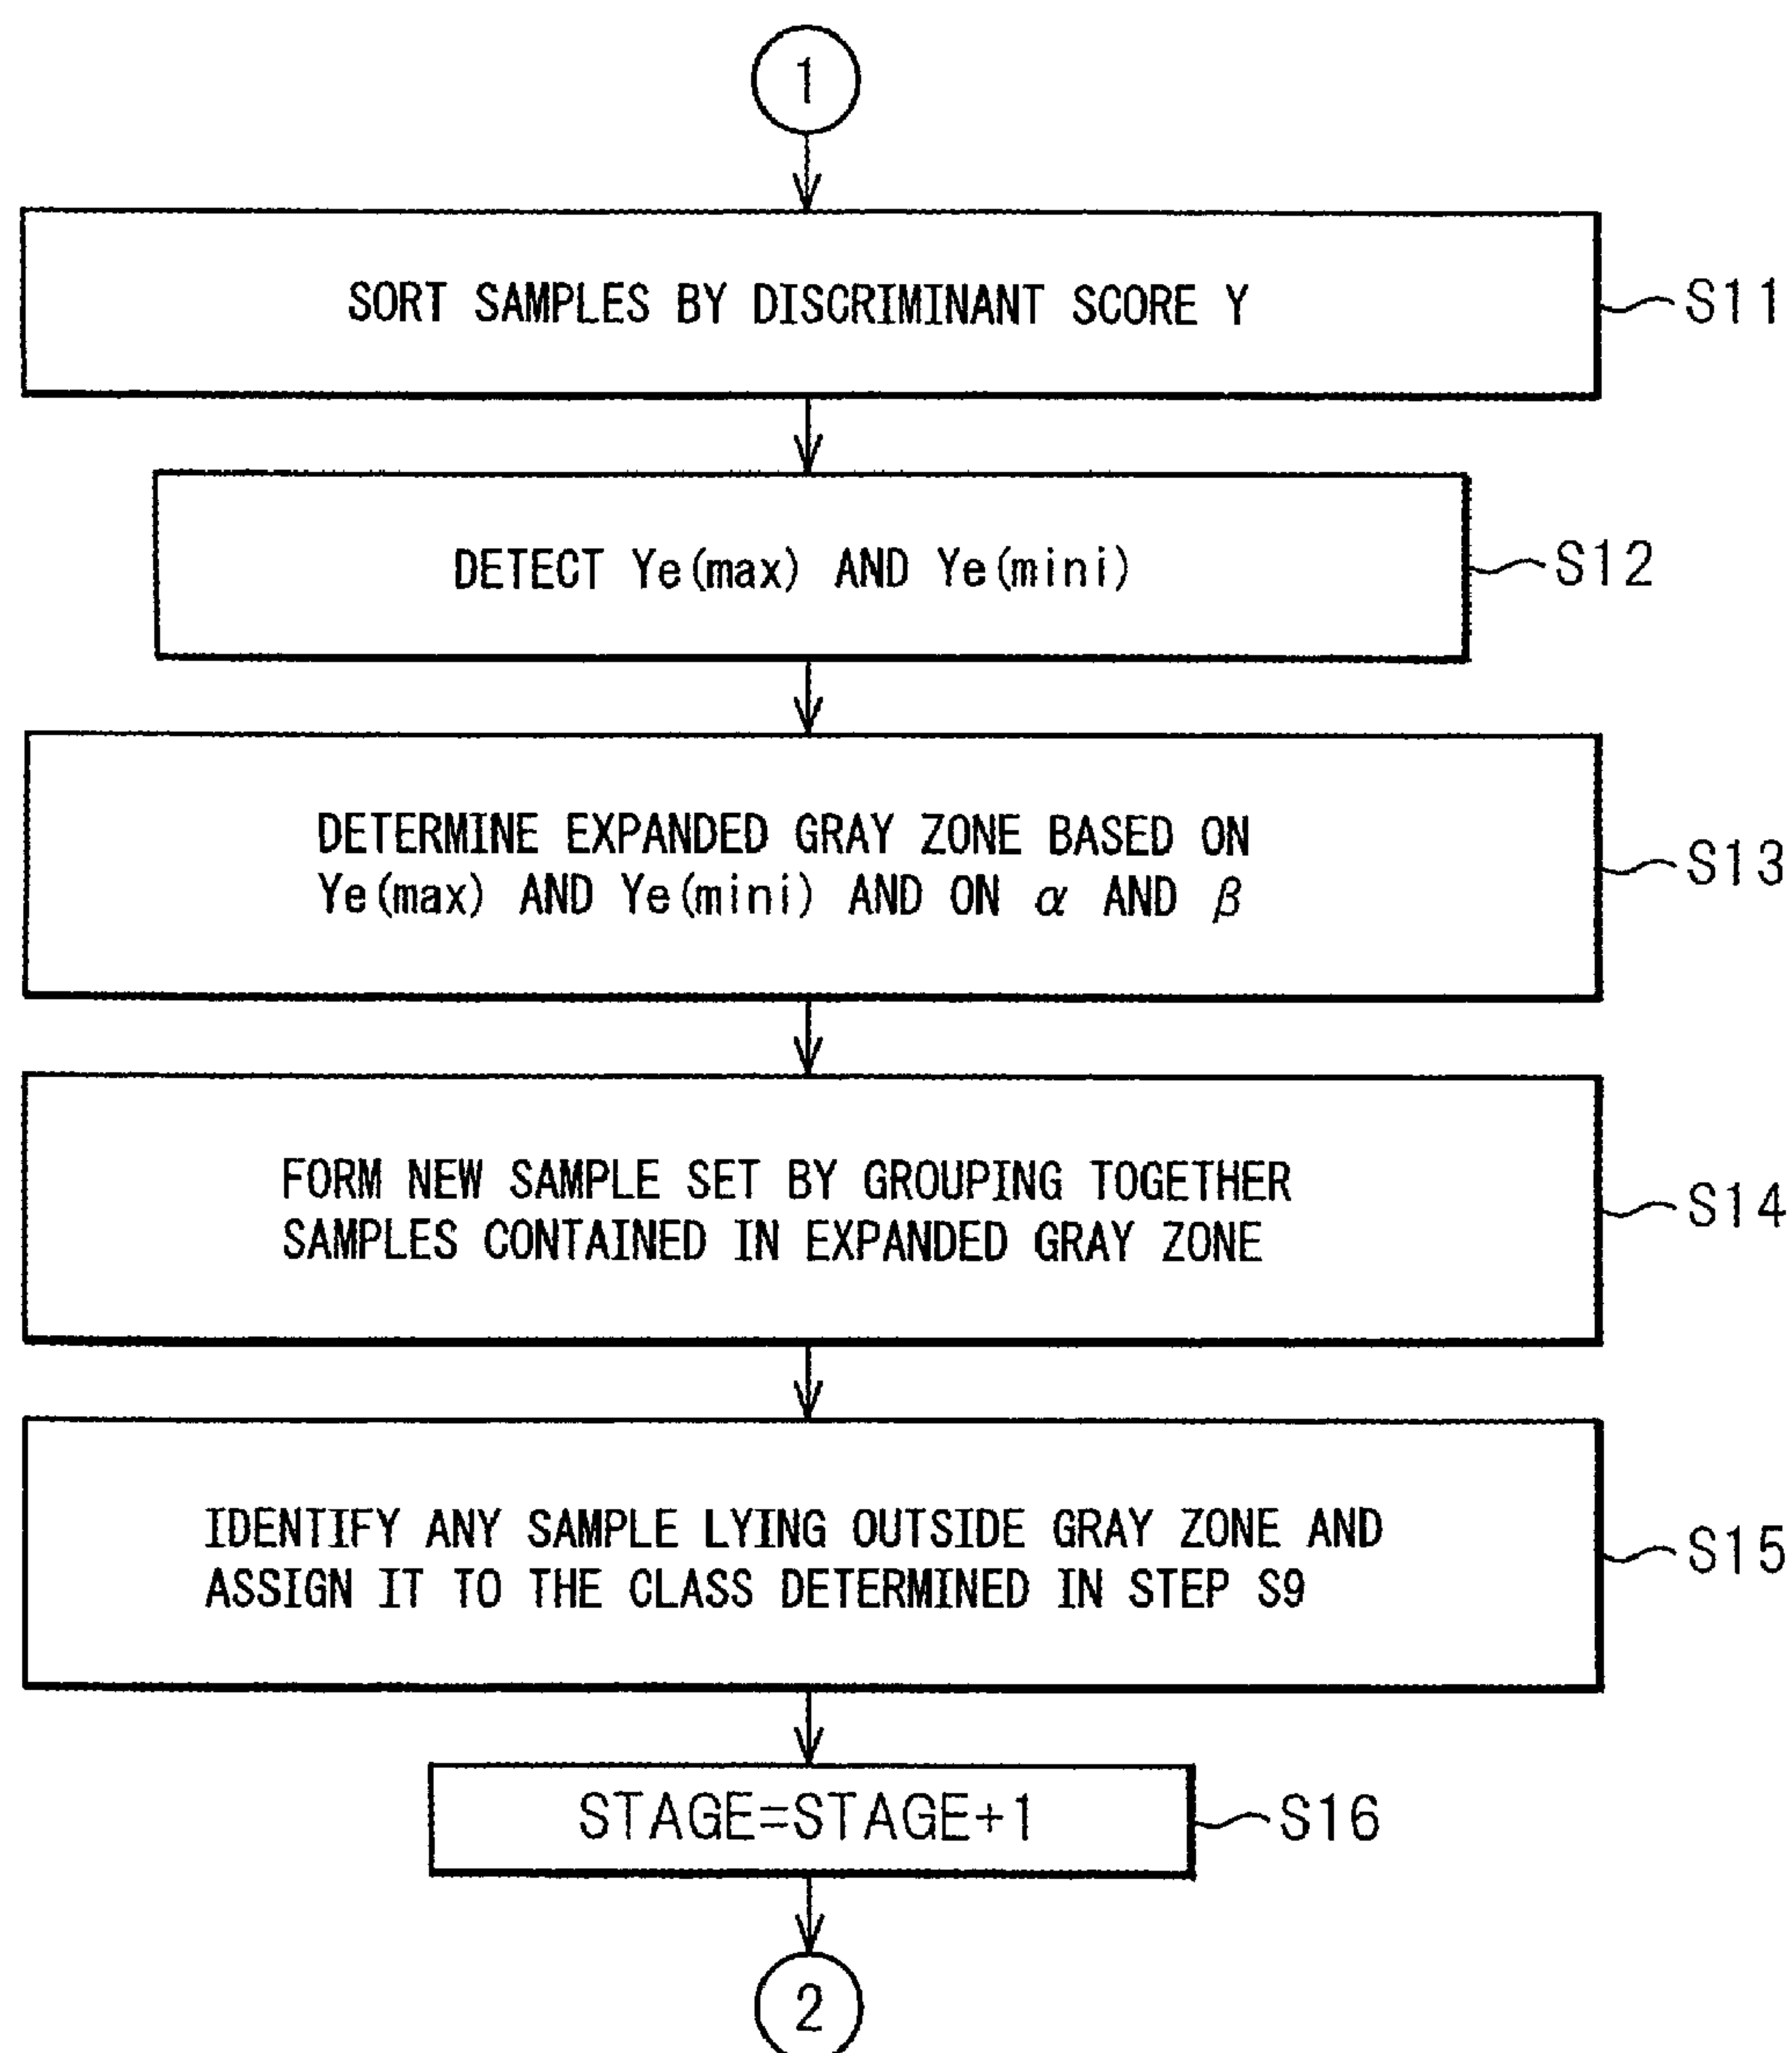 1
SORT SAMPLES BY DISCRIMINANT SCORE Y
S11
DETECT Ye(max) AND Ye(mini)
S12
DETERMINE EXPANDED GRAY ZONE BASED ON
Ye(max) AND Ye(mini) AND ON α AND β
S13
FORM NEW SAMPLE SET BY GROUPING TOGETHER
SAMPLES CONTAINED IN EXPANDED GRAY ZONE
S14
IDENTIFY ANY SAMPLE LYING OUTSIDE GRAY ZONE AND
ASSIGN IT TO THE CLASS DETERMINED IN STEP S9
S15
STAGE=STAGE+1
S16
2